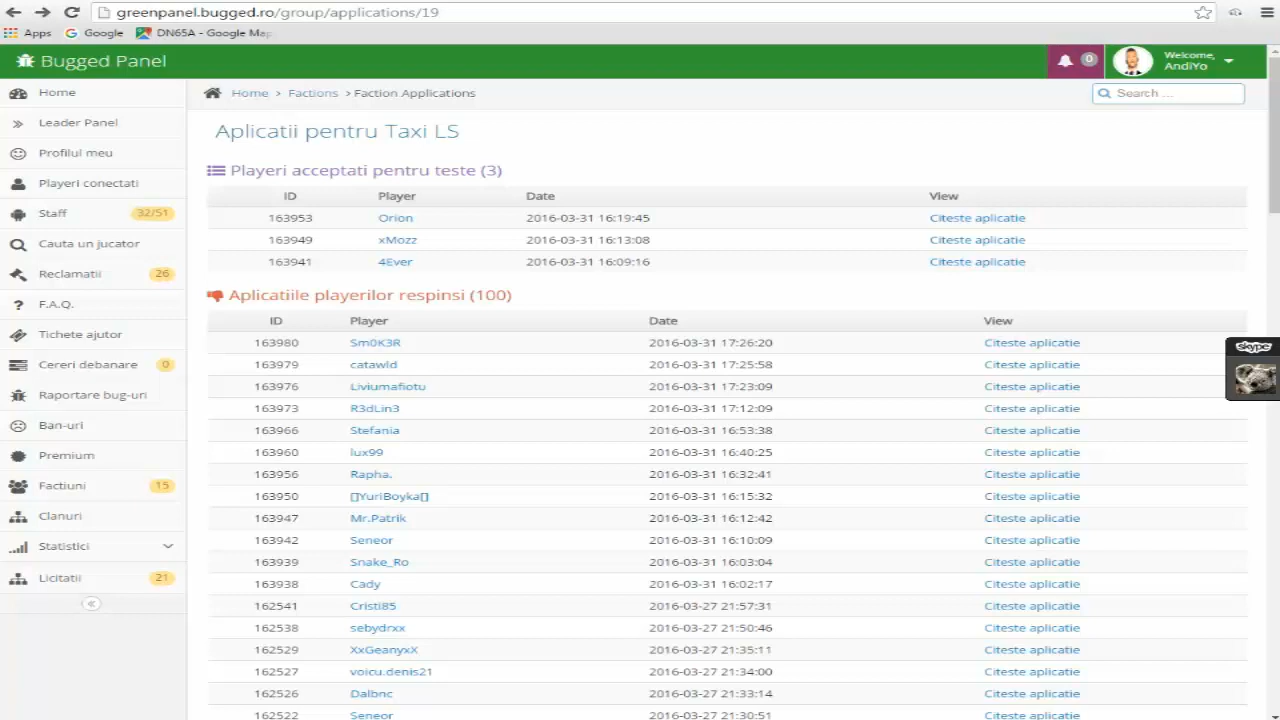 greenpanel.bugged.ro/group/applications/19
Apps Google DN65A - Google Map
Bugged Panel
0
Welcome,
AndiYo
Home
Leader Panel
Profilul meu
Playeri conectati
Staff 32/51
Cauta un jucator
Reclamatii 26
F.A.Q.
Tichete ajutor
Cereri debanare 0
Raportare bug-uri
Ban-uri
Premium
Factiuni 15
Clanuri
Statistici
Licitatii 21
Home > Factions > Faction Applications
Search ...
Aplicatii pentru Taxi LS
Playeri acceptati pentru teste (3)
ID Player Date View
163953 Orion 2016-03-31 16:19:45 Citeste aplicatie
163949 xMozz 2016-03-31 16:13:08 Citeste aplicatie
163941 4Ever 2016-03-31 16:09:16 Citeste aplicatie
Aplicatiile playerilor respinsi (100)
ID Player Date View
163980 Sm0K3R 2016-03-31 17:26:20 Citeste aplicatie
163979 catawld 2016-03-31 17:25:58 Citeste aplicatie
163976 Liviumafiotu 2016-03-31 17:23:09 Citeste aplicatie
163973 R3dLin3 2016-03-31 17:12:09 Citeste aplicatie
163966 Stefania 2016-03-31 16:53:38 Citeste aplicatie
163960 lux99 2016-03-31 16:40:25 Citeste aplicatie
163956 Rapha. 2016-03-31 16:32:41 Citeste aplicatie
163950 []YuriBoyka[] 2016-03-31 16:15:32 Citeste aplicatie
163947 Mr.Patrik 2016-03-31 16:12:42 Citeste aplicatie
163942 Seneor 2016-03-31 16:10:09 Citeste aplicatie
163939 Snake_Ro 2016-03-31 16:03:04 Citeste aplicatie
163938 Cady 2016-03-31 16:02:17 Citeste aplicatie
162541 Cristi85 2016-03-27 21:57:31 Citeste aplicatie
162538 sebydrxx 2016-03-27 21:50:46 Citeste aplicatie
162529 XxGeanyxX 2016-03-27 21:35:11 Citeste aplicatie
162527 voicu.denis21 2016-03-27 21:34:00 Citeste aplicatie
162526 Dalbnc 2016-03-27 21:33:14 Citeste aplicatie
162522 Seneor 2016-03-27 21:30:51 Citeste aplicatie
skype